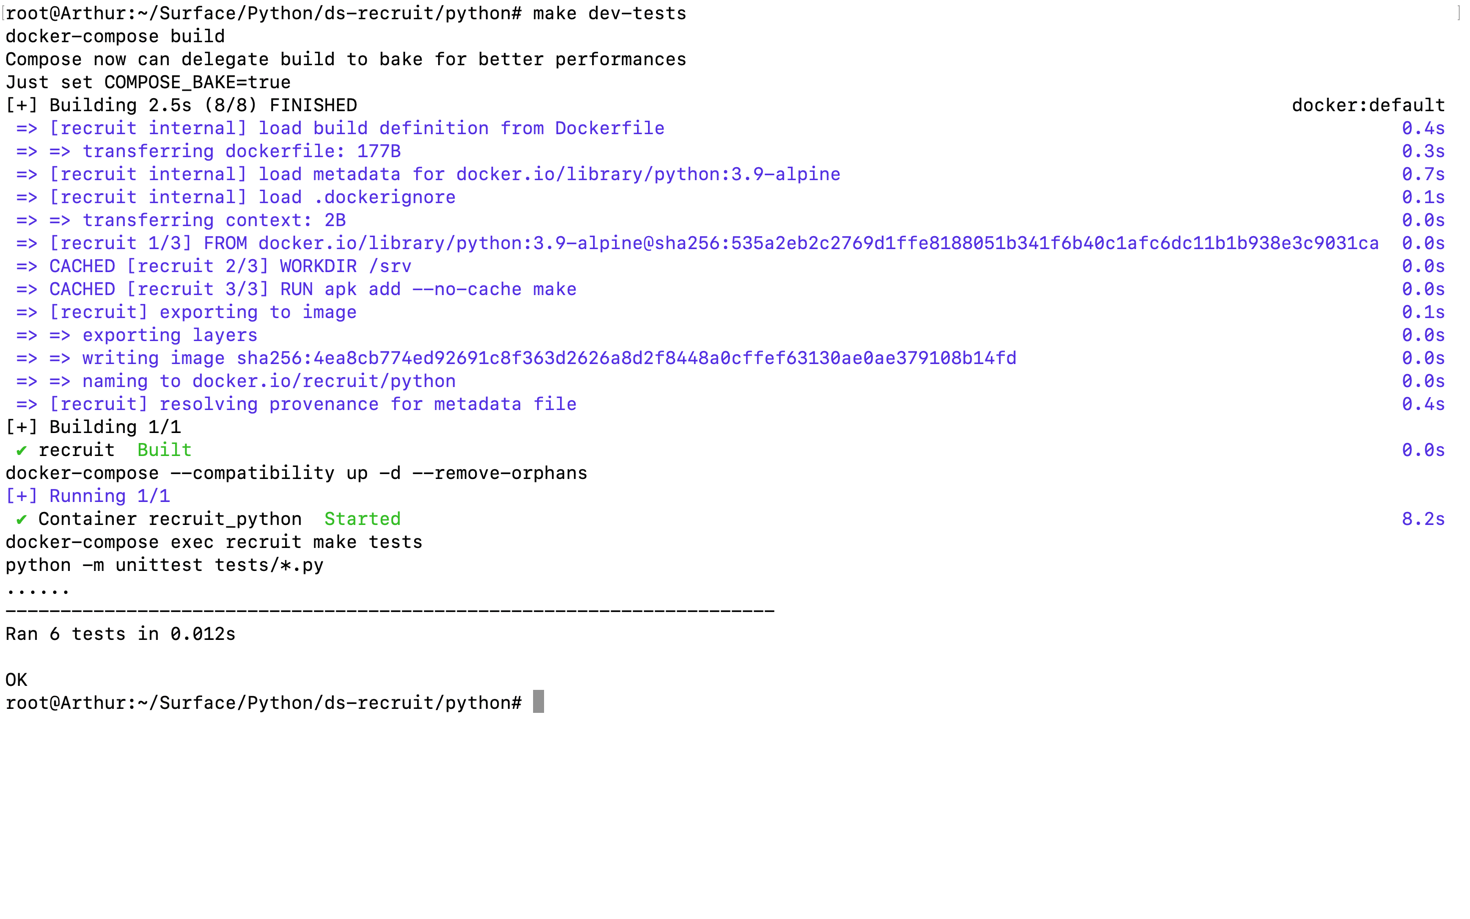 [root@Arthur:~/Surface/Python/ds-recruit/python# make dev-tests ]
docker-compose build
Compose now can delegate build to bake for better performances
Just set COMPOSE_BAKE=true
[+] Building 2.5s (8/8) FINISHED docker:default
=> [recruit internal] load build definition from Dockerfile 0.4s
=> => transferring dockerfile: 177B 0.3s
=> [recruit internal] load metadata for docker.io/library/python:3.9-alpine 0.7s
=> [recruit internal] load .dockerignore 0.1s
=> => transferring context: 2B 0.0s
=> [recruit 1/3] FROM docker.io/library/python:3.9-alpine@sha256:535a2eb2c2769d1ffe8188051b341f6b40c1afc6dc11b1b938e3c9031ca 0.0s
=> CACHED [recruit 2/3] WORKDIR /srv 0.0s
=> CACHED [recruit 3/3] RUN apk add --no-cache make 0.0s
=> [recruit] exporting to image 0.1s
=> => exporting layers 0.0s
=> => writing image sha256:4ea8cb774ed92691c8f363d2626a8d2f8448a0cffef63130ae0ae379108b14fd 0.0s
=> => naming to docker.io/recruit/python 0.0s
=> [recruit] resolving provenance for metadata file 0.4s
[+] Building 1/1
✔ recruit Built 0.0s
docker-compose --compatibility up -d --remove-orphans
[+] Running 1/1
✔ Container recruit_python Started 8.2s
docker-compose exec recruit make tests
python -m unittest tests/*.py
......
----------------------------------------------------------------------
Ran 6 tests in 0.012s
OK
root@Arthur:~/Surface/Python/ds-recruit/python#